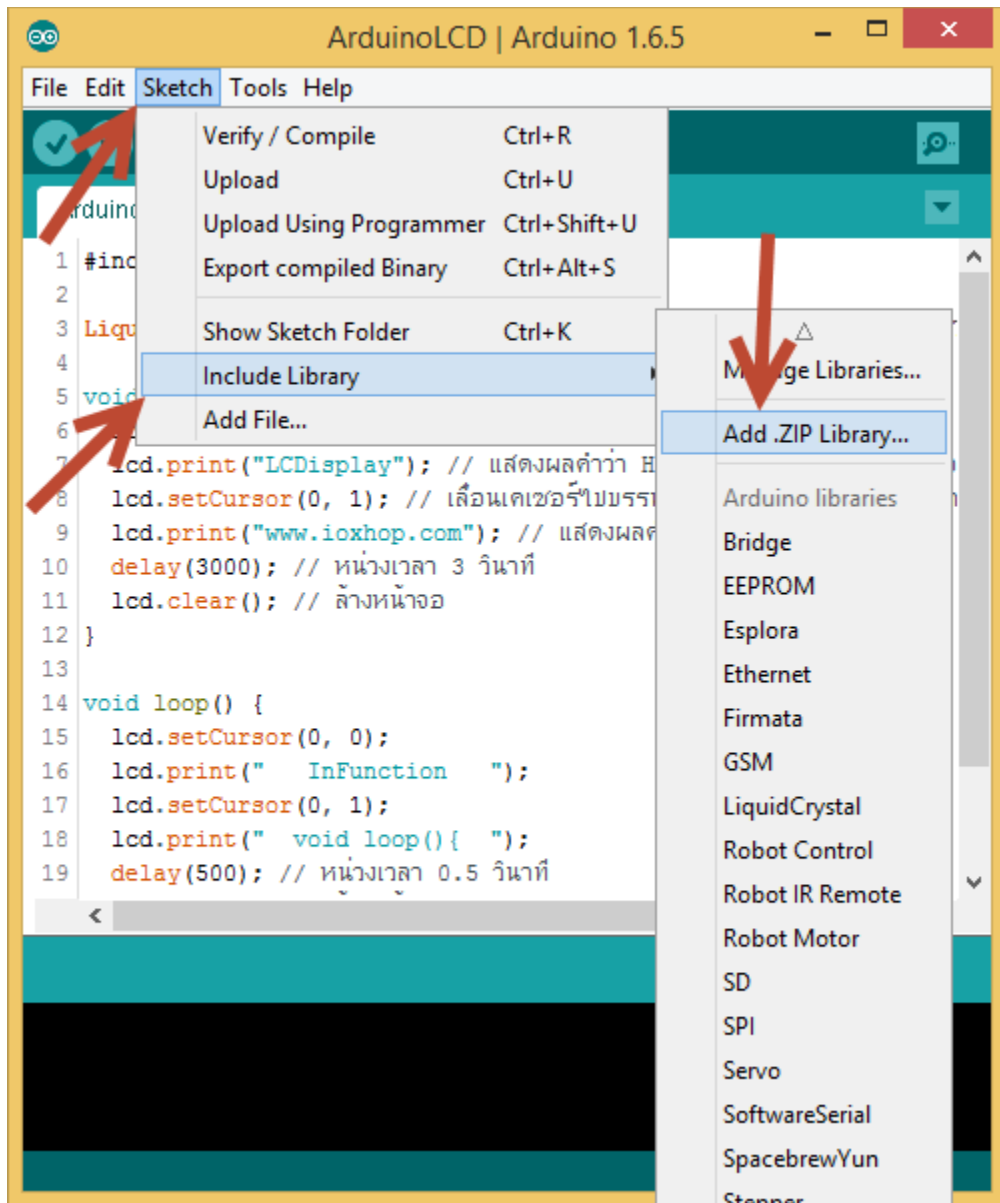 ArduinoLCD | Arduino 1.6.5
File Edit Sketch Tools Help
Verify / Compile Ctrl+R
Upload Ctrl+U
Upload Using Programmer Ctrl+Shift+U
Export compiled Binary Ctrl+Alt+S
Show Sketch Folder Ctrl+K
Include Library
Add File...
Libraries...
Add .ZIP Library...
Arduino libraries
Bridge
EEPROM
Esplora
Ethernet
Firmata
GSM
LiquidCrystal
Robot Control
Robot IR Remote
Robot Motor
SD
SPI
Servo
SoftwareSerial
SpacebrewYun
Stepper
1 #inc
2
3 Liqu
4
5 void
6
7 lcd.print("LCDisplay"); // แสดงผลคำว่า H
8 lcd.setCursor(0, 1); // เลื่อนเคเซอร์ไปบรร
9 lcd.print("www.ioxhop.com"); // แสดงผล
10 delay(3000); // หน่วงเวลา 3 วินาที
11 lcd.clear(); // ล้างหน้าจอ
12 }
13
14 void loop() {
15 lcd.setCursor(0, 0);
16 lcd.print("   InFunction   ");
17 lcd.setCursor(0, 1);
18 lcd.print("  void loop(){  ");
19 delay(500); // หน่วงเวลา 0.5 วินาที